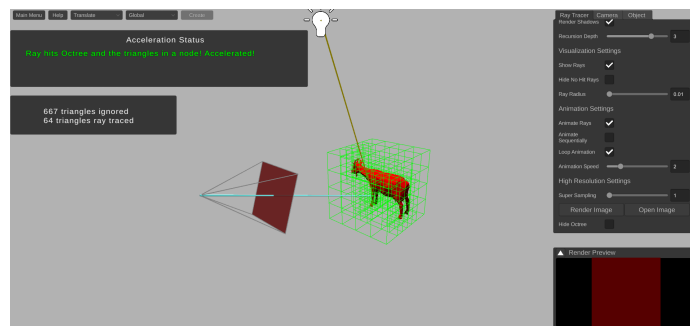 Main Menu
Help
Translate
Global
Create
Ray Tracer
Camera
Object
Acceleration Status
Ray hits Octree and the triangles in a node! Accelerated!
667 triangles ignored
64 triangles ray traced
Render Shadows
Recursion Depth
3
Visualization Settings
Show Rays
Hide No Hit Rays
Ray Radius
0.01
Animation Settings
Animate Rays
Animate
Sequentially
Loop Animation
Animation Speed
2
High Resolution Settings
Super Sampling
1
Render Image
Open Image
Hide Octree
Render Preview